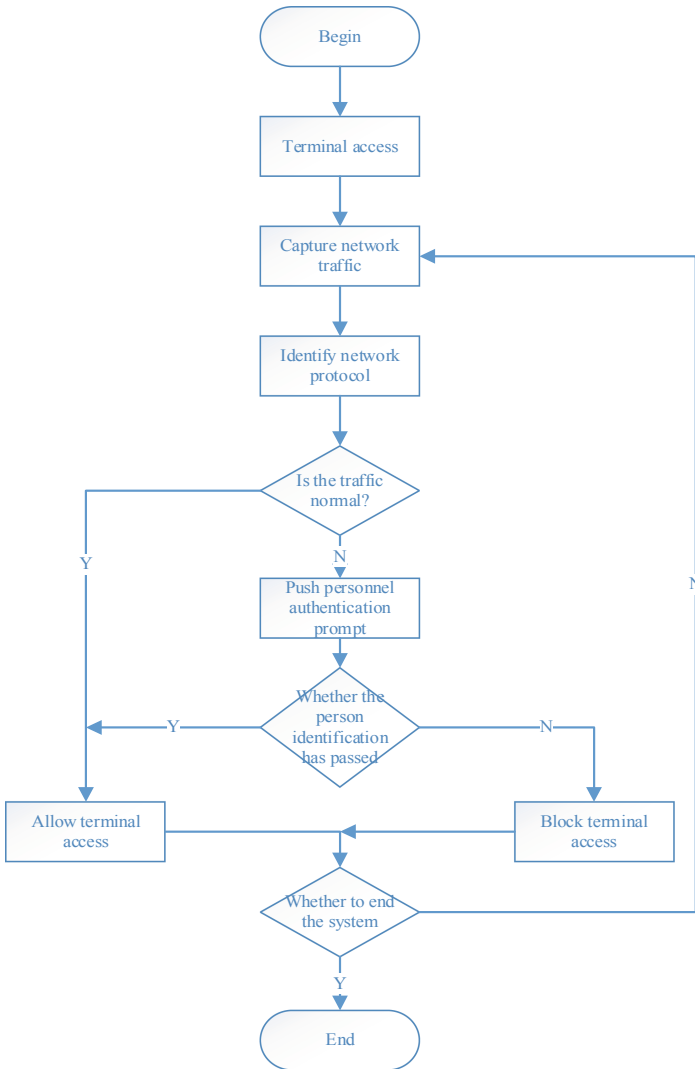 Begin
Terminal access
Capture network
traffic
Identify network
protocol
Is the traffic
normal?
Y
N
Push personnel
authentication
prompt
N
Whether the
person
identification
has passed
Y
N
Allow terminal
access
Block terminal
access
Whether to end
the system
Y
End